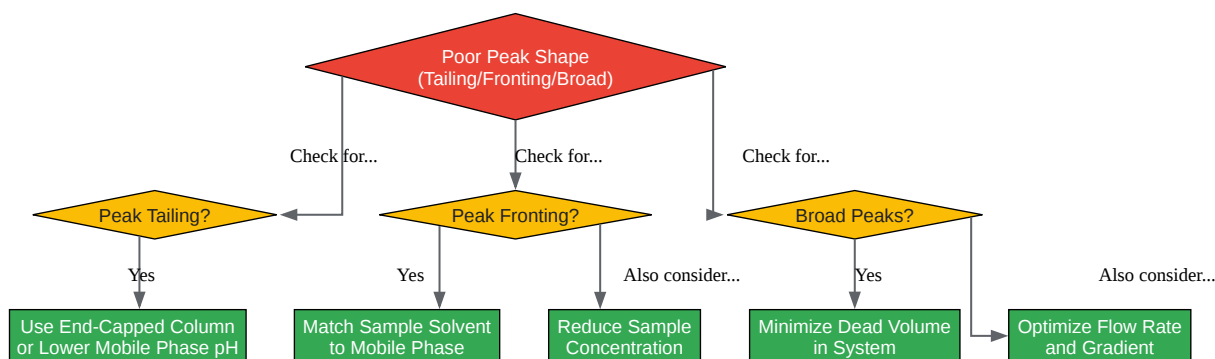 Poor Peak Shape
(Tailing/Fronting/Broad)
Check for...
Check for...
Check for...
Peak Tailing?
Peak Fronting?
Broad Peaks?
Yes
Yes
Also consider...
Yes
Also consider...
Use End-Capped Column
or Lower Mobile Phase pH
Match Sample Solvent
to Mobile Phase
Reduce Sample
Concentration
Minimize Dead Volume
in System
Optimize Flow Rate
and Gradient